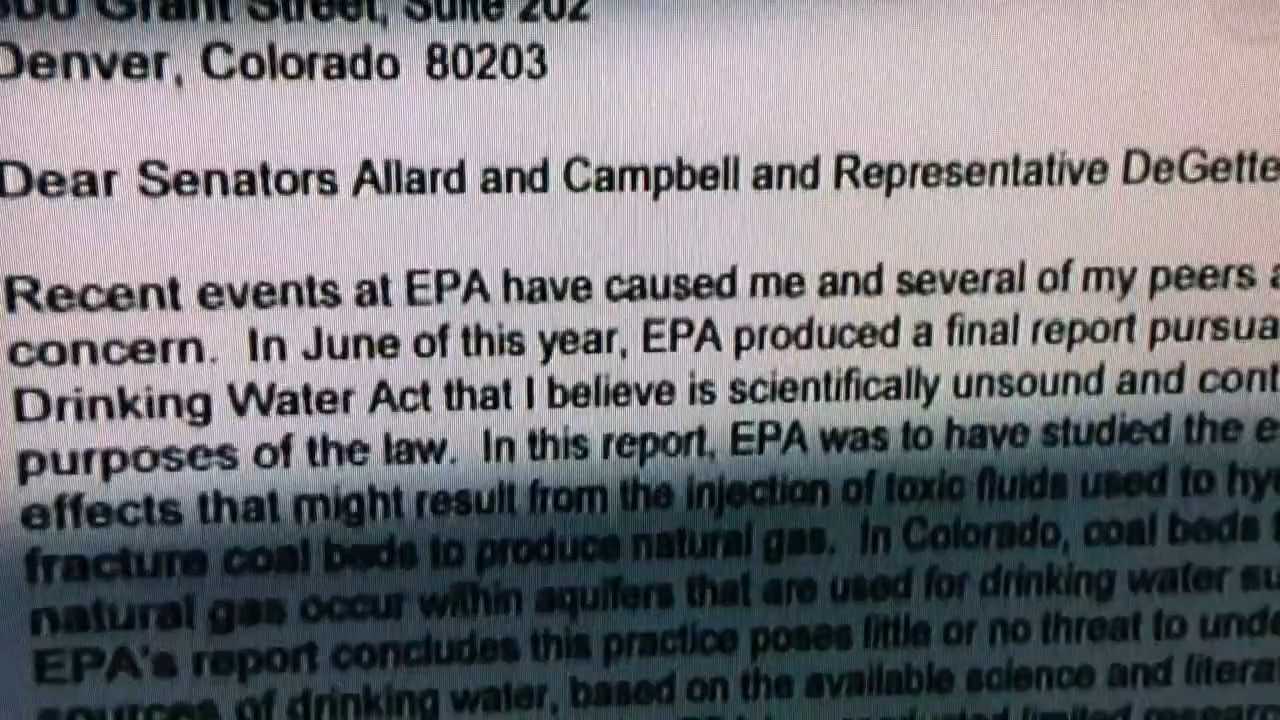 Grant Street, Suite 202
Denver, Colorado 80203
Dear Senators Allard and Campbell and Representative DeGette
Recent events at EPA have caused me and several of my peers a
concern. In June of this year, EPA produced a final report pursua
Drinking Water Act that I believe is scientifically unsound and cont
purposes of the law. In this report, EPA was to have studied the e
effects that might result from the injection of toxic fluids used to hy
fracture coal beds to produce natural gas. In Colorado, coal beds
natural gas occur within aquifers that are used for drinking water su
EPA's report concludes this practice poses little or no threat to unde
sources of drinking water, based on the available science and litera
limited